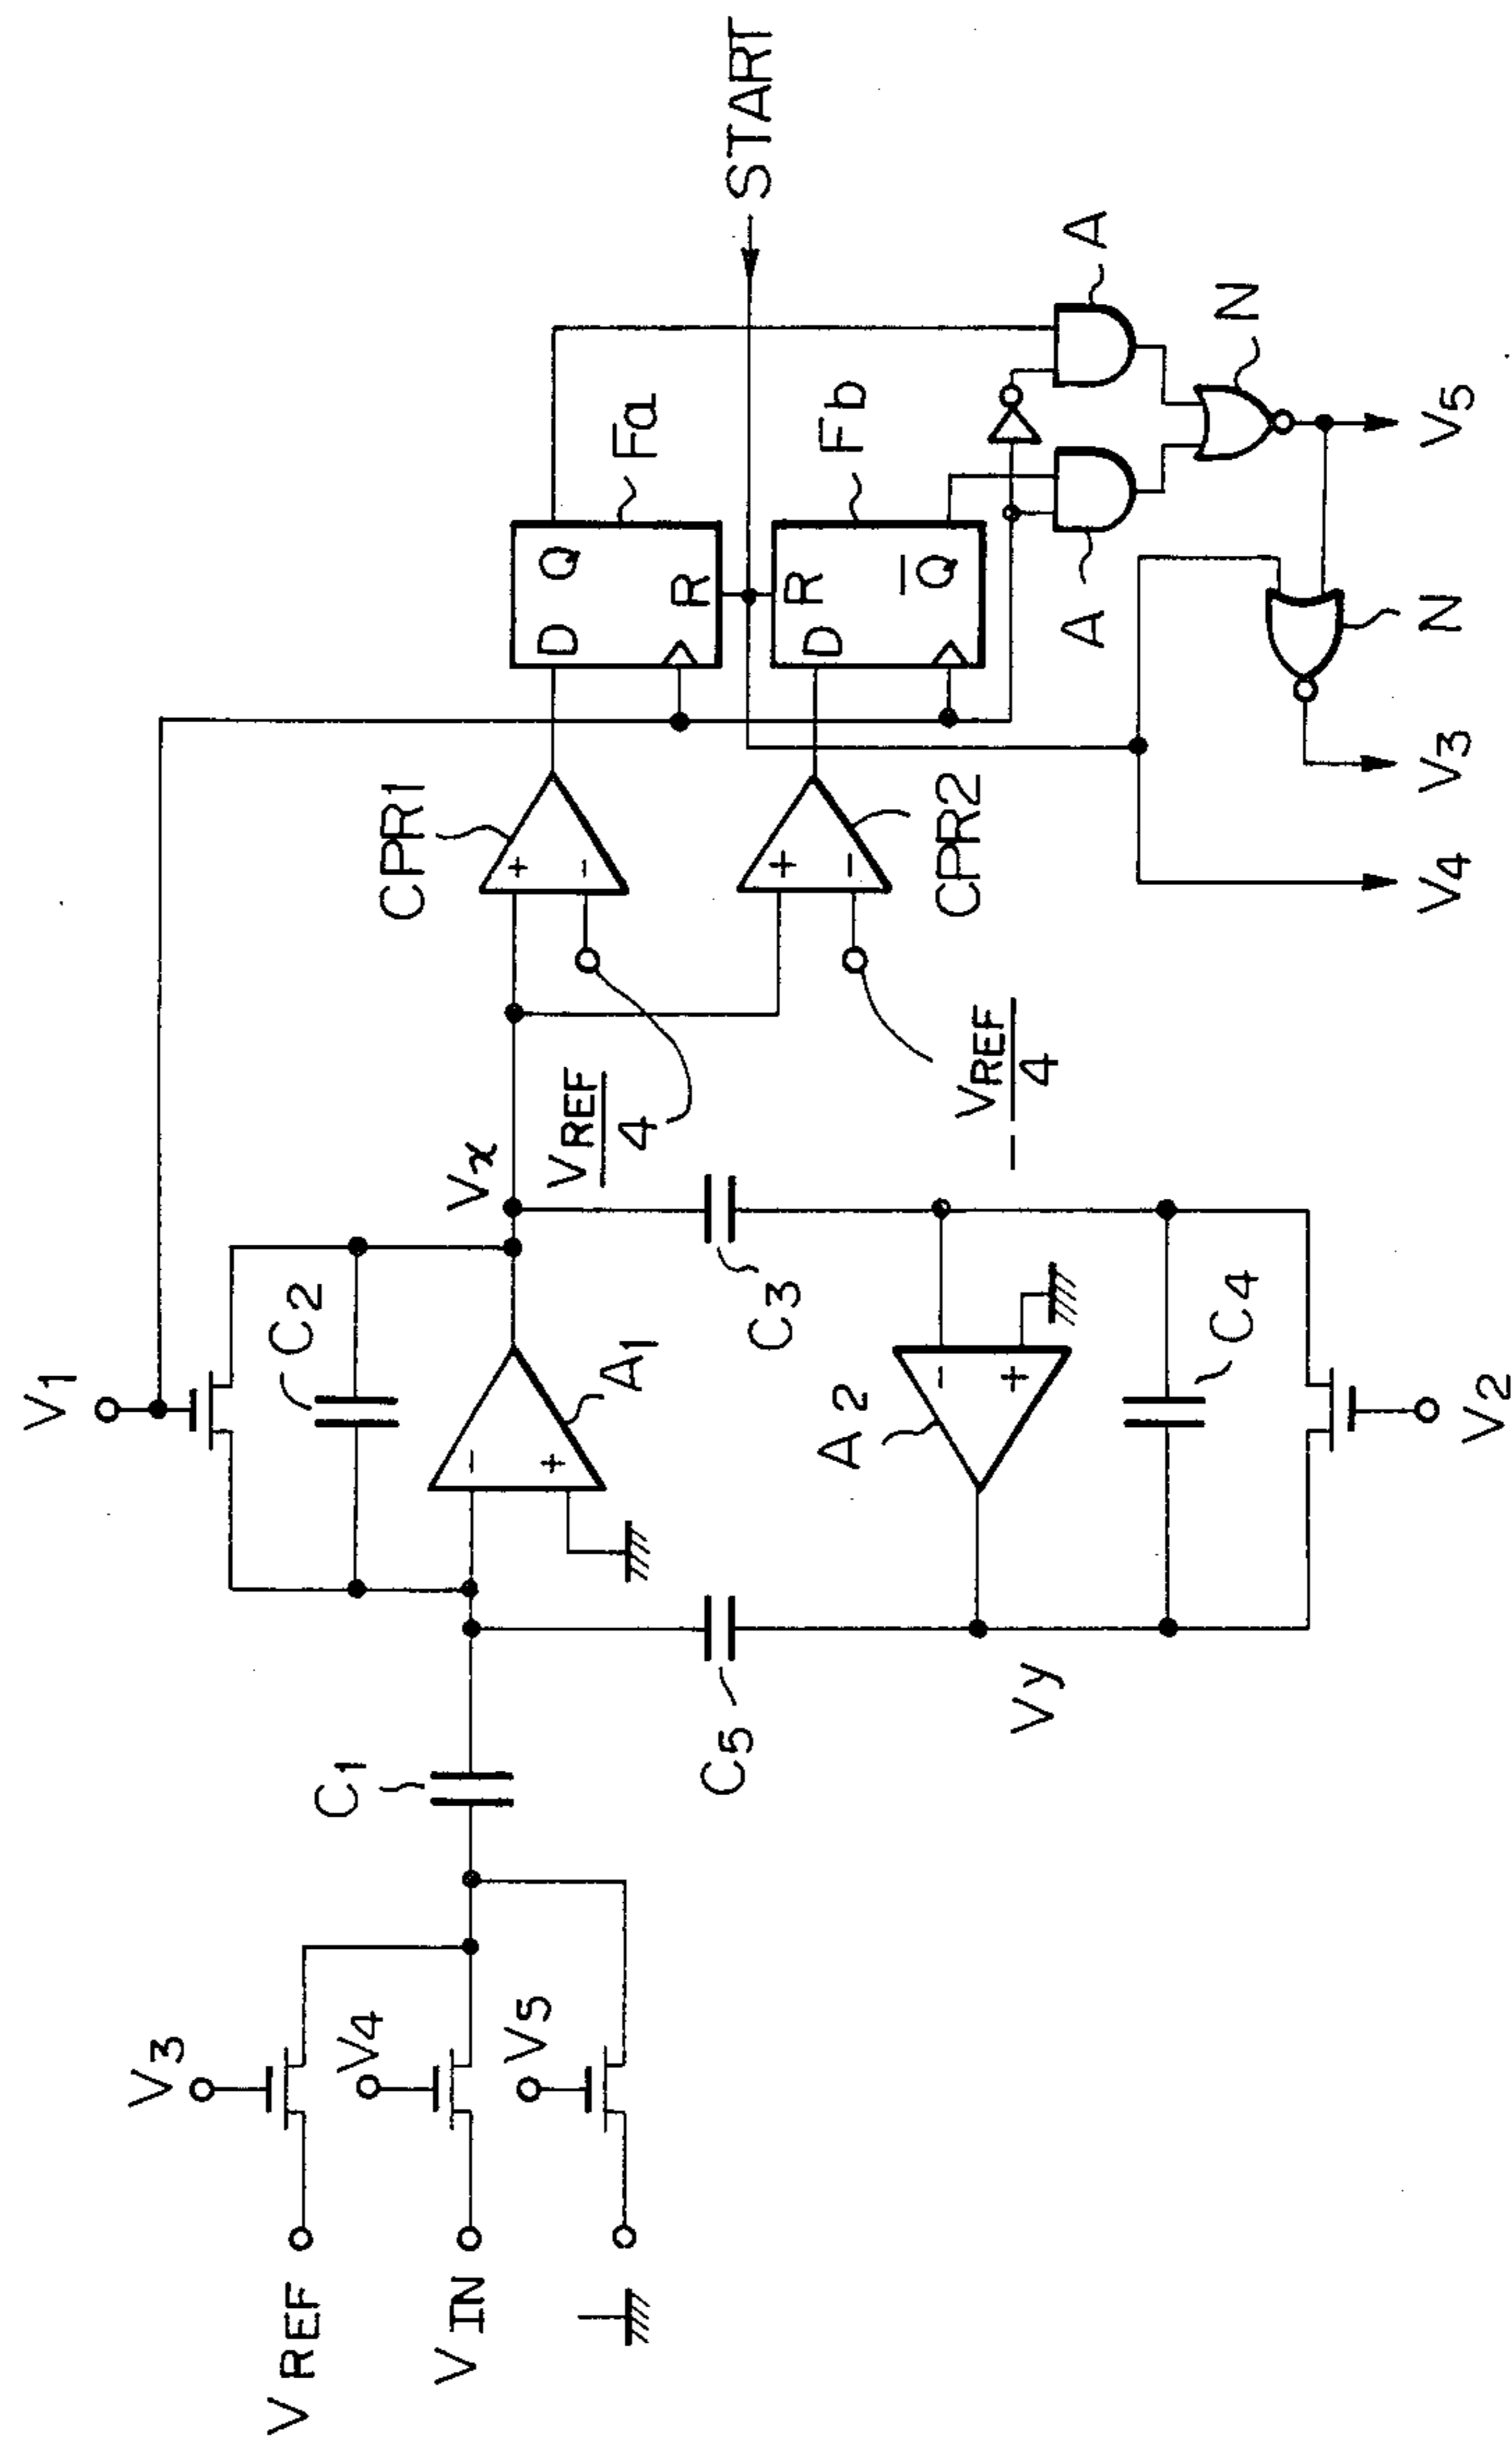 V1
C2
A1
Vx
CPR1
+
-
Fa
D
Q
R
START
VREF
4
C1
C5
C3
A2
-
+
-
+
Vy
C4
V2
CPR2
+
-
- VREF
4
Fb
R
D
Q
A
A
N
N
V5
V3
V4
V3
V4
V5
VREF
VIN